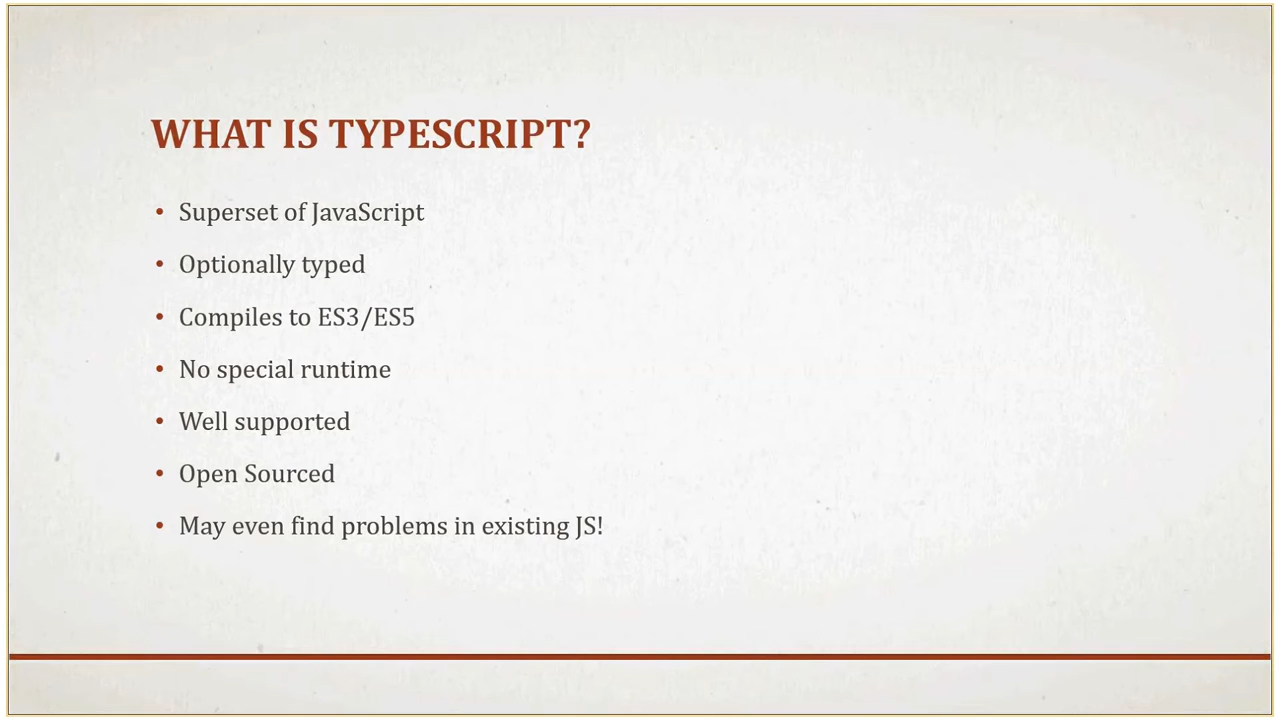 WHAT IS TYPESCRIPT?
• Superset of JavaScript
• Optionally typed
• Compiles to ES3/ES5
• No special runtime
• Well supported
• Open Sourced
• May even find problems in existing JS!